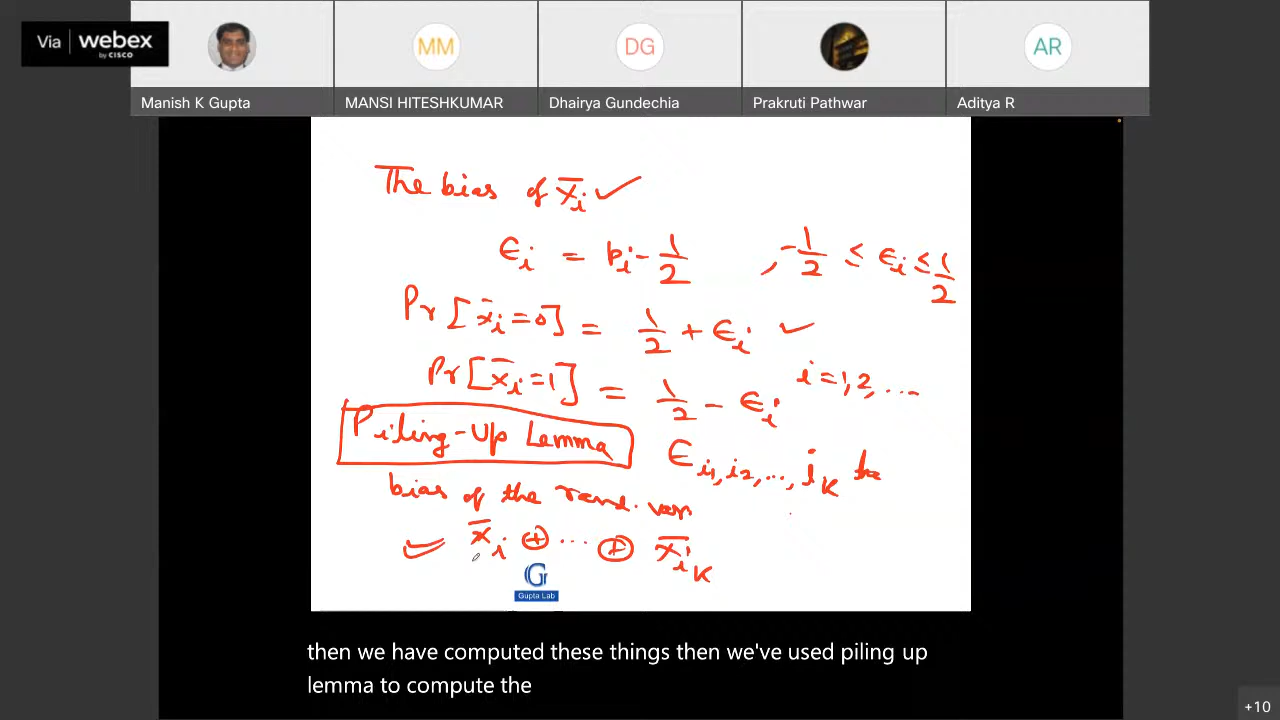 Via webex
by CISCO
MM
DG
AR
Manish K Gupta
MANSI HITESHKUMAR
Dhairya Gundechia
Prakruti Pathwar
Aditya R
The bias of x̄ᵢ ✓
ϵᵢ = pᵢ - 1/2 , -1/2 ≤ ϵᵢ ≤ 1/2
Pr [x̄ᵢ=0] = 1/2 + ϵᵢ ✓
Pr [x̄ᵢ=1] = 1/2 - ϵᵢ i=1,2,...
Piling-Up Lemma
ϵ_{i1,i2,...,iK} be
bias of the rand. var
✓ x̄ᵢ ⊕ ... ⊕ x̄_{iK}
G
Gupta Lab
then we have computed these things then we've used piling up
lemma to compute the
+10